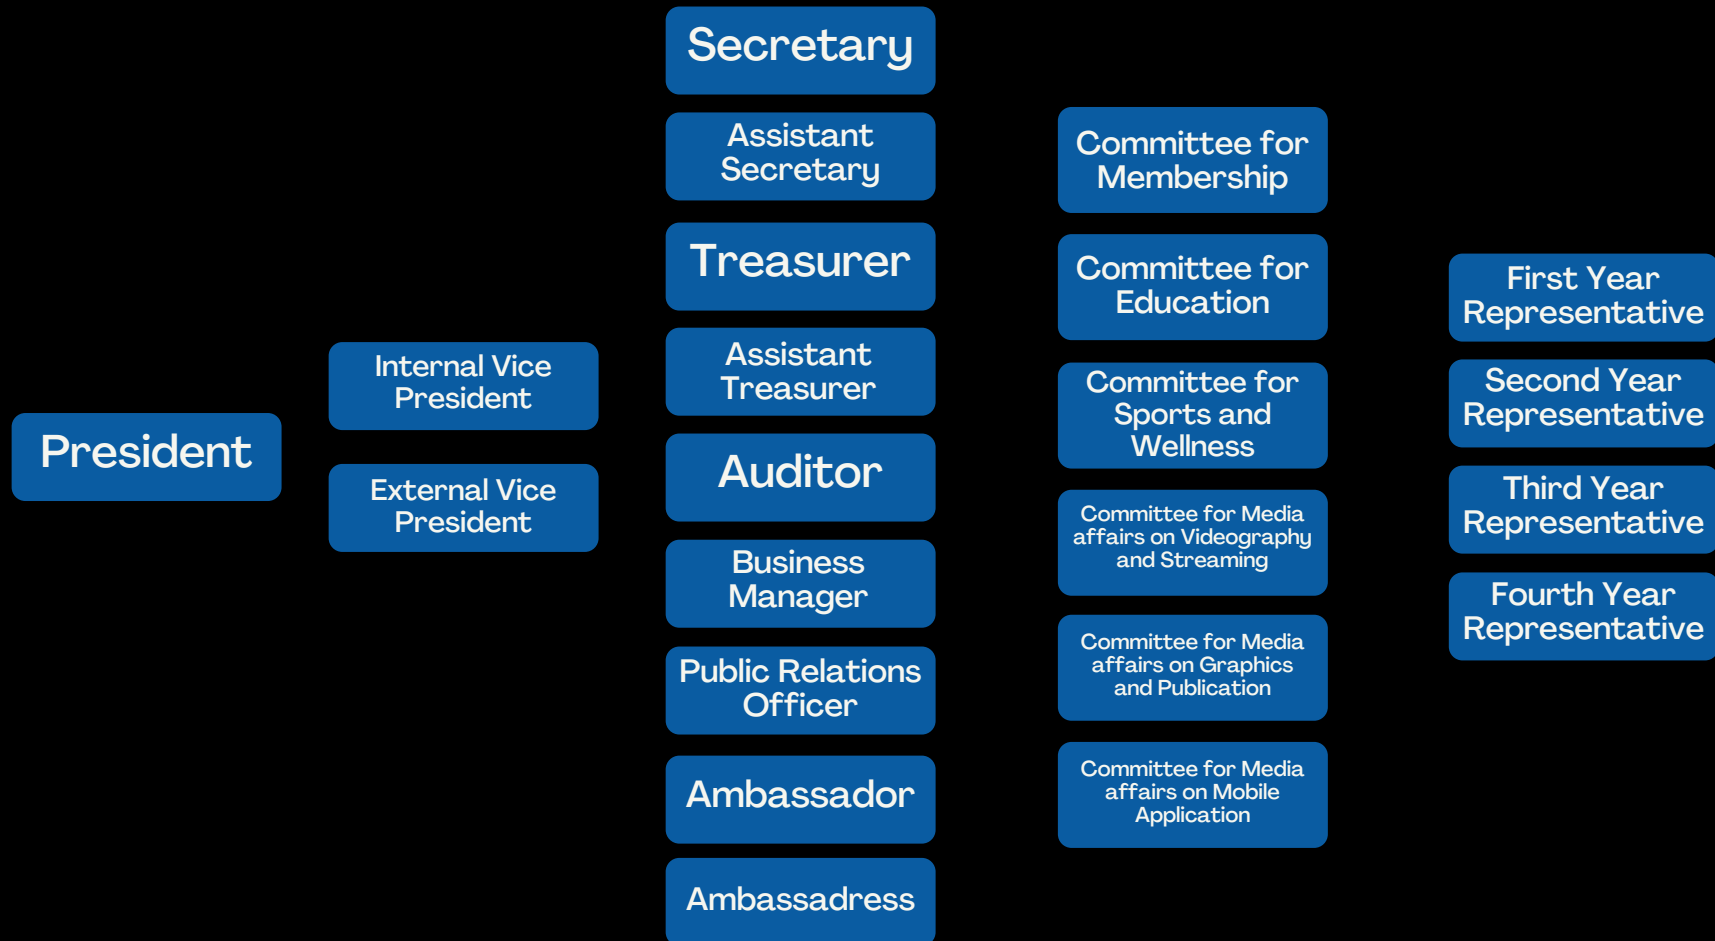 President
Internal Vice
President
External Vice
President
Secretary
Assistant
Secretary
Treasurer
Assistant
Treasurer
Auditor
Business
Manager
Public Relations
Officer
Ambassador
Ambassadress
Committee for
Membership
Committee for
Education
Committee for
Sports and
Wellness
Committee for Media
affairs on Videography
and Streaming
Committee for Media
affairs on Graphics
and Publication
Committee for Media
affairs on Mobile
Application
First Year
Representative
Second Year
Representative
Third Year
Representative
Fourth Year
Representative